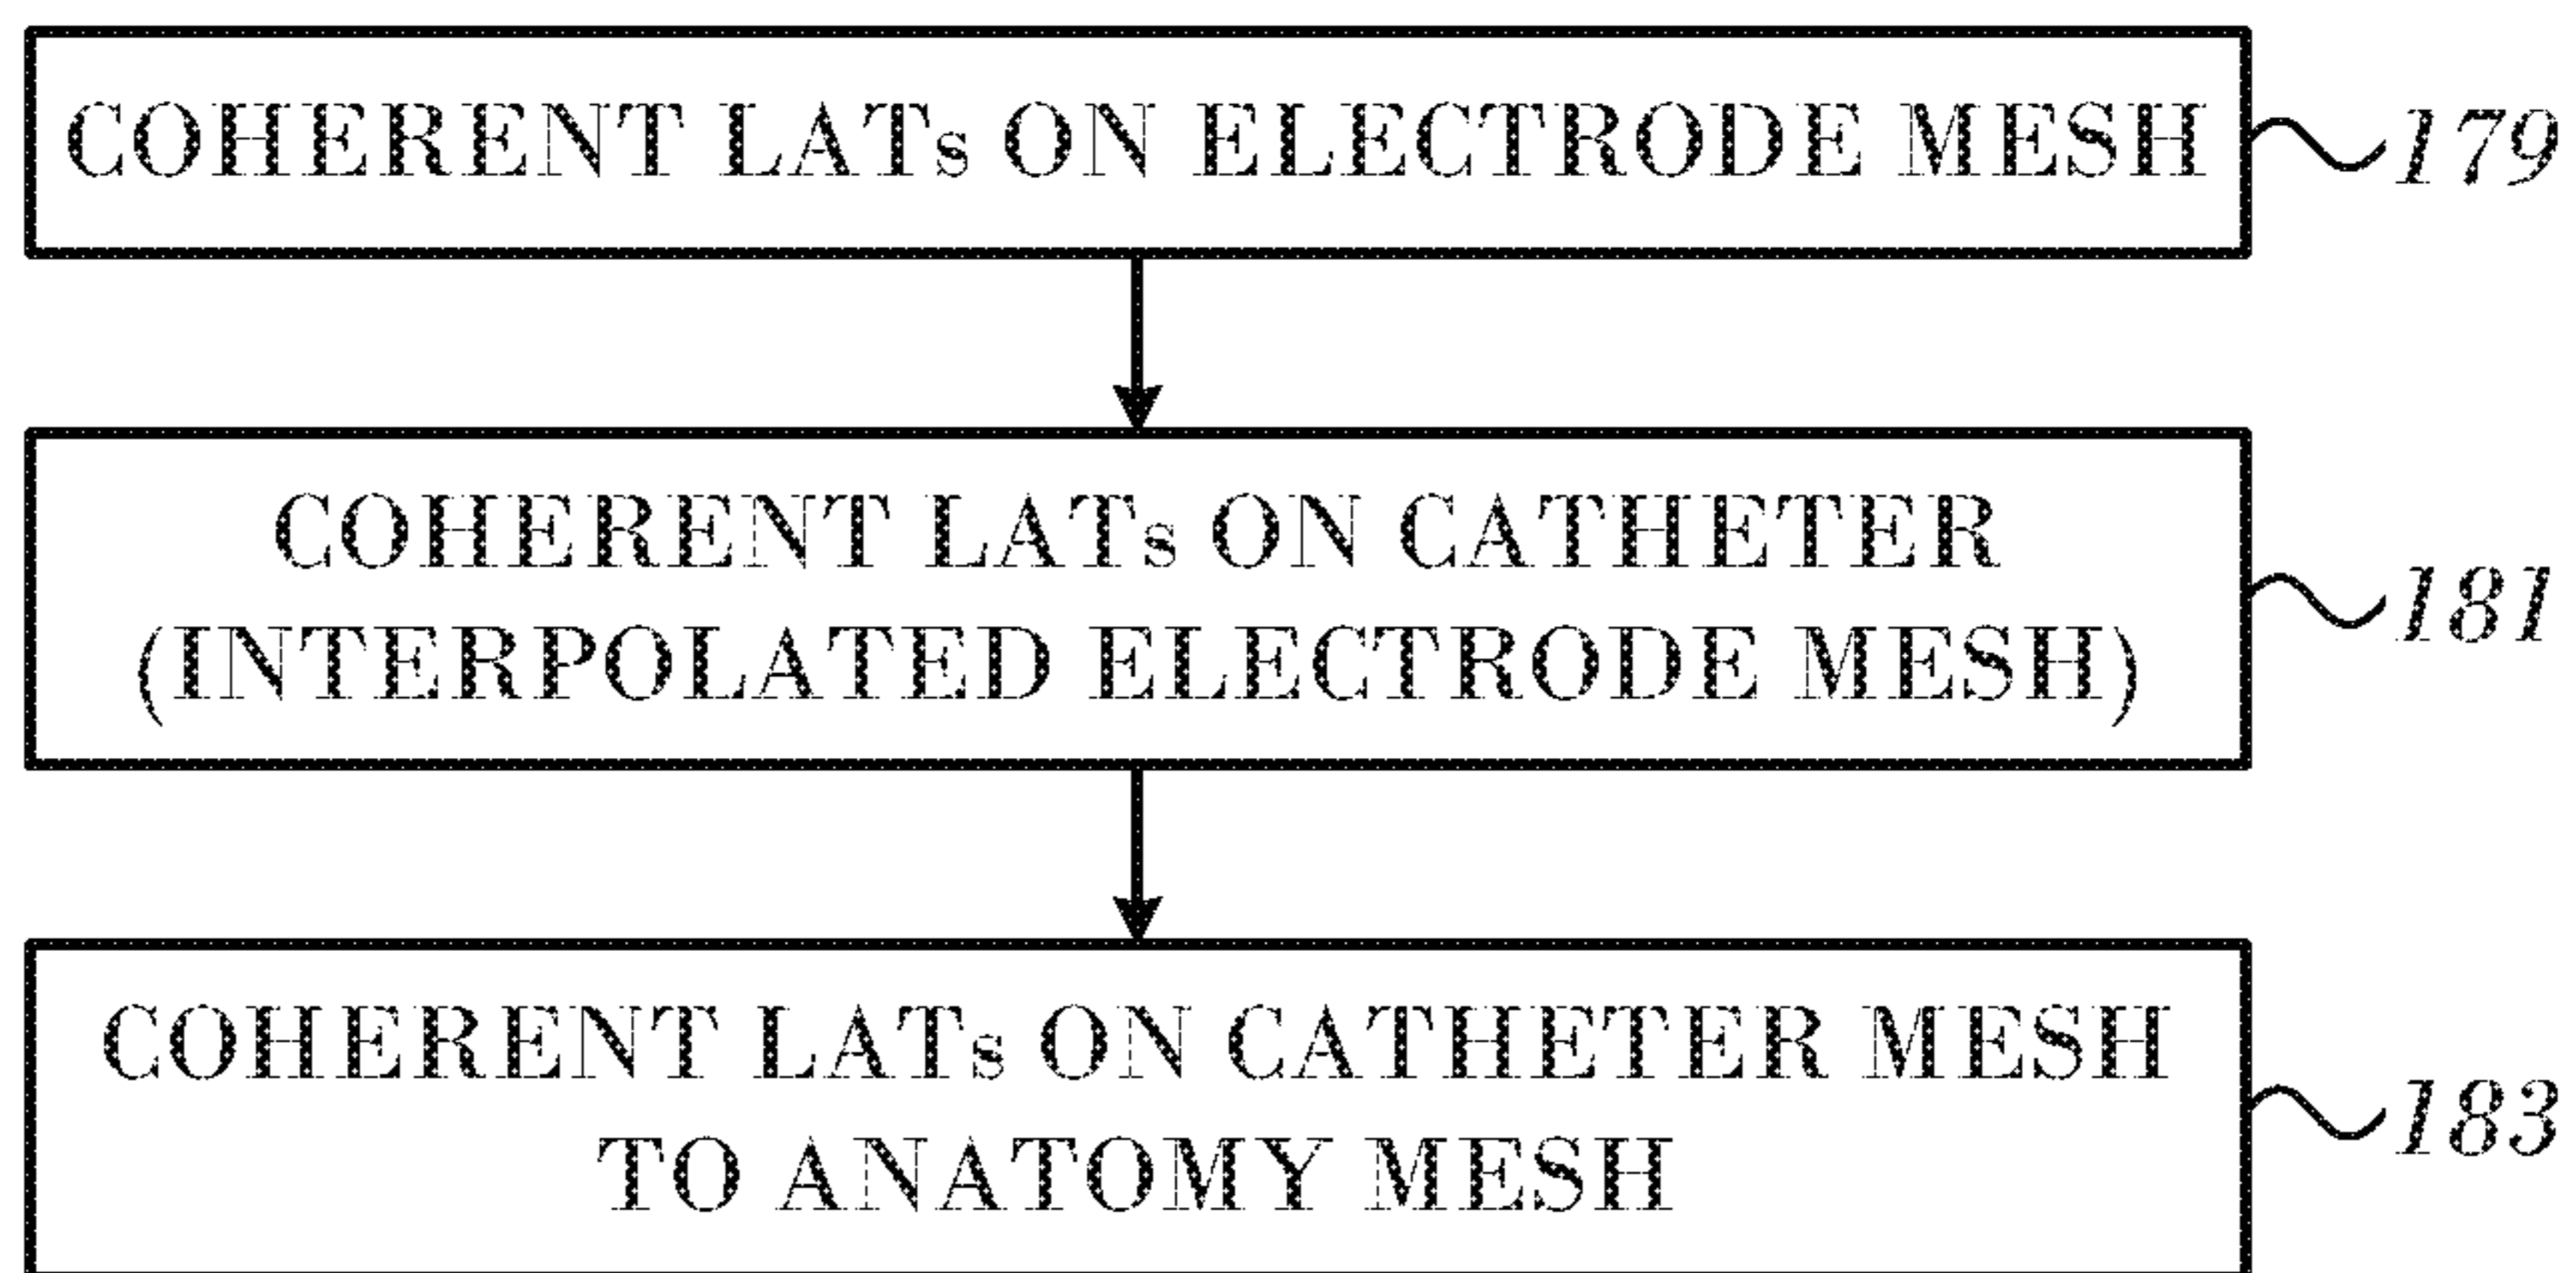 COHERENT LATs ON ELECTRODE MESH
179
COHERENT LATs ON CATHETER
(INTERPOLATED ELECTRODE MESH)
181
COHERENT LATs ON CATHETER MESH
TO ANATOMY MESH
183